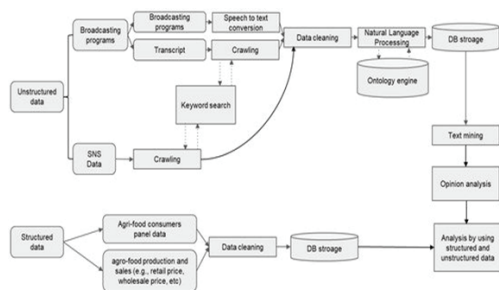 Broadcasting programs
Broadcasting programs
Speech to text
conversion
Transcript
Crawling
Data cleaning
Natural Language
Processing
DB stroage
Ontology engine
Unstructured
data
Keyword search
SNS
Data
Crawling
Text mining
Opinion analysis
Structured
data
Agri-food consumers
panel data
agro-food production and
sales (e.g., retail price,
wholesale price, etc)
Data cleaning
DB stroage
Analysis by using
structured and
unstructured data